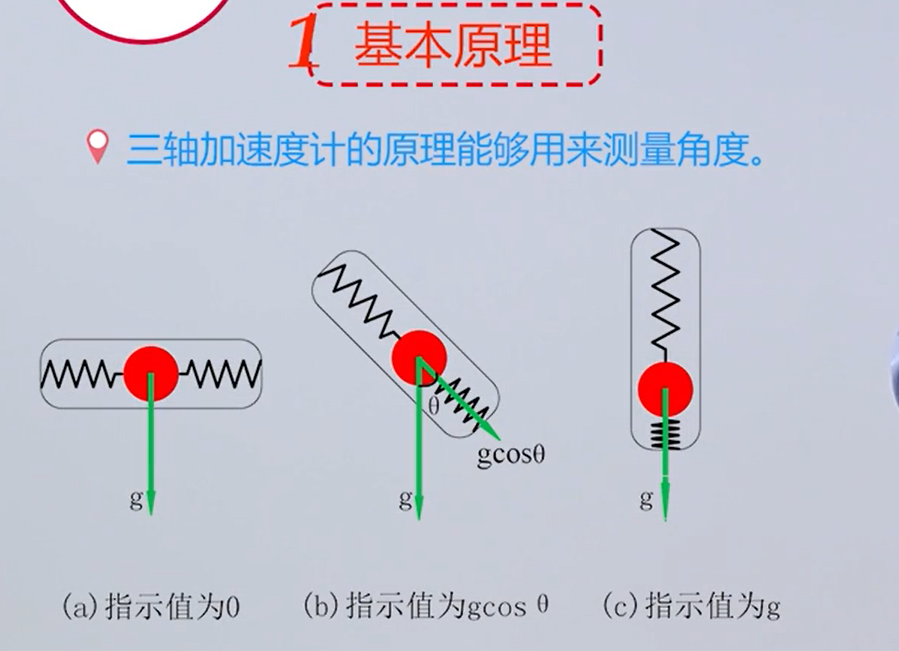 1 基本原理
三轴加速度计的原理能够用来测量角度。
θ
gcosθ
g
g
g
(a)指示值为0
(b)指示值为gcosθ
(c)指示值为g